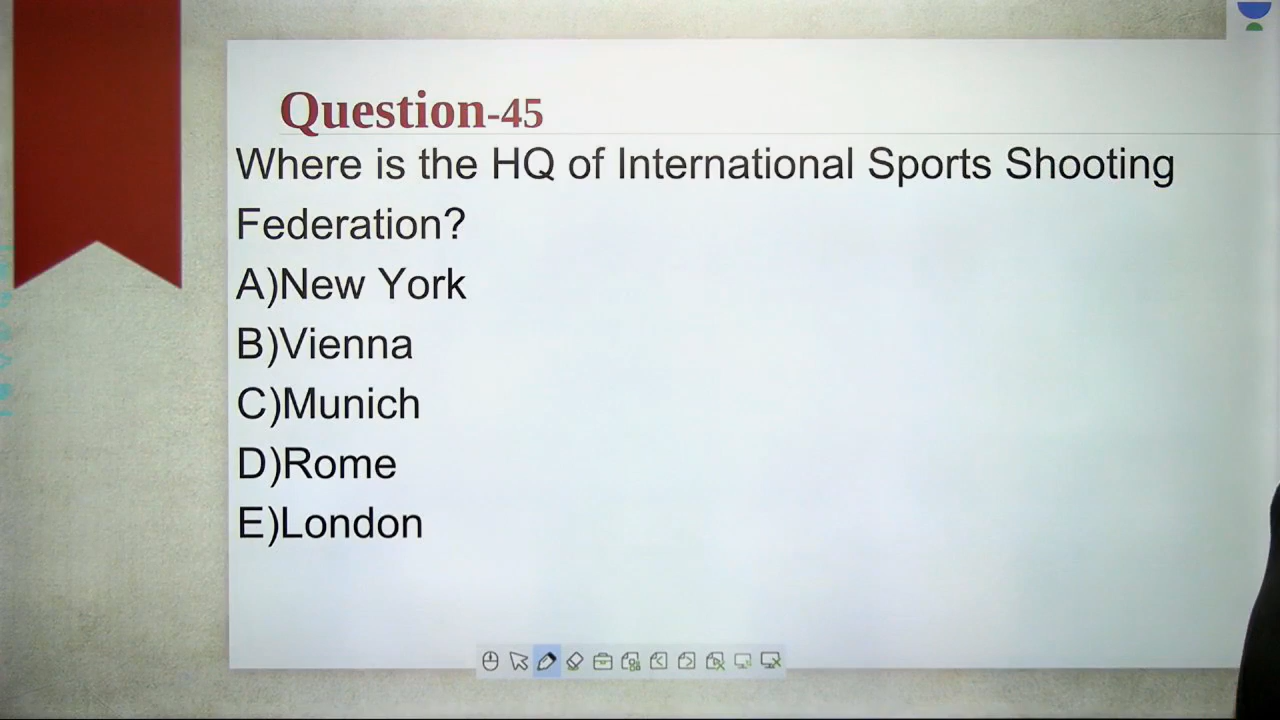 Question-45
Where is the HQ of International Sports Shooting
Federation?
A)New York
B)Vienna
C)Munich
D)Rome
E)London